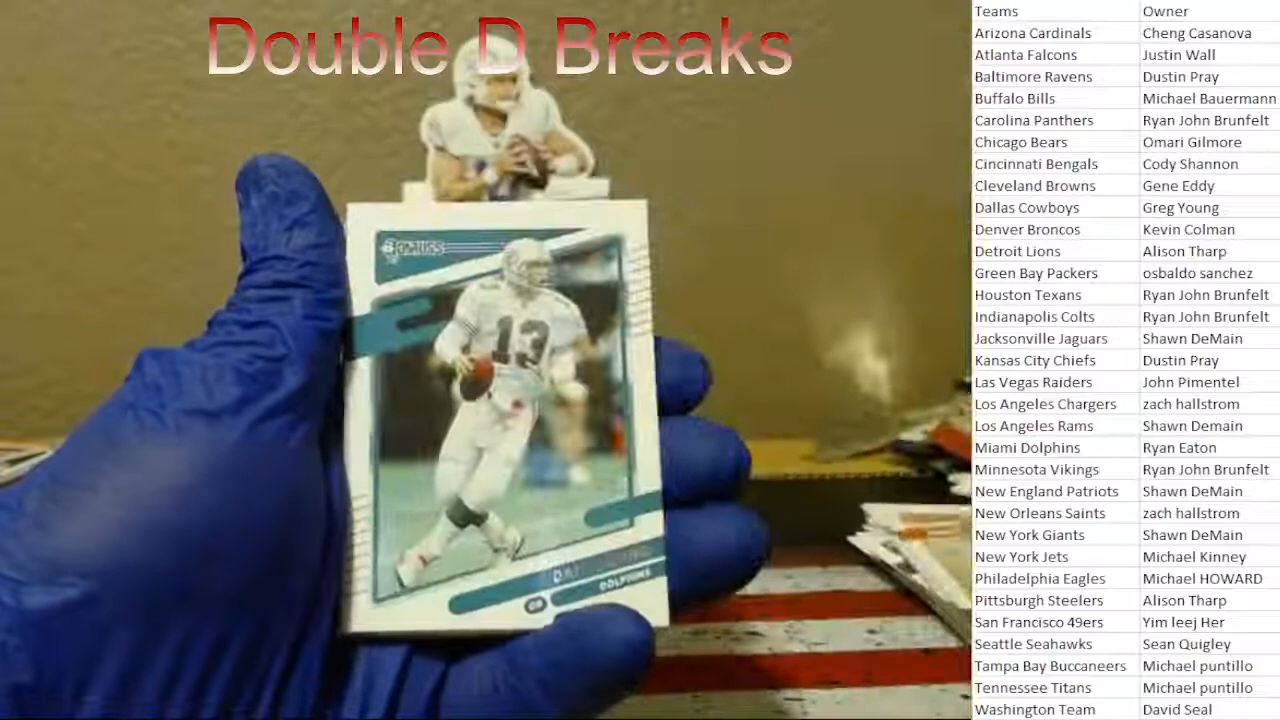 Double D Breaks
DONRUSS
13
DOLPHINS
QB
Teams Owner
Arizona Cardinals Cheng Casanova
Atlanta Falcons Justin Wall
Baltimore Ravens Dustin Pray
Buffalo Bills Michael Bauermann
Carolina Panthers Ryan John Brunfelt
Chicago Bears Omari Gilmore
Cincinnati Bengals Cody Shannon
Cleveland Browns Gene Eddy
Dallas Cowboys Greg Young
Denver Broncos Kevin Colman
Detroit Lions Alison Tharp
Green Bay Packers osbaldo sanchez
Houston Texans Ryan John Brunfelt
Indianapolis Colts Ryan John Brunfelt
Jacksonville Jaguars Shawn DeMain
Kansas City Chiefs Dustin Pray
Las Vegas Raiders John Pimentel
Los Angeles Chargers zach hallstrom
Los Angeles Rams Shawn Demain
Miami Dolphins Ryan Eaton
Minnesota Vikings Ryan John Brunfelt
New England Patriots Shawn DeMain
New Orleans Saints zach hallstrom
New York Giants Shawn DeMain
New York Jets Michael Kinney
Philadelphia Eagles Michael HOWARD
Pittsburgh Steelers Alison Tharp
San Francisco 49ers Yim leej Her
Seattle Seahawks Sean Quigley
Tampa Bay Buccaneers Michael puntillo
Tennessee Titans Michael puntillo
Washington Team David Seal